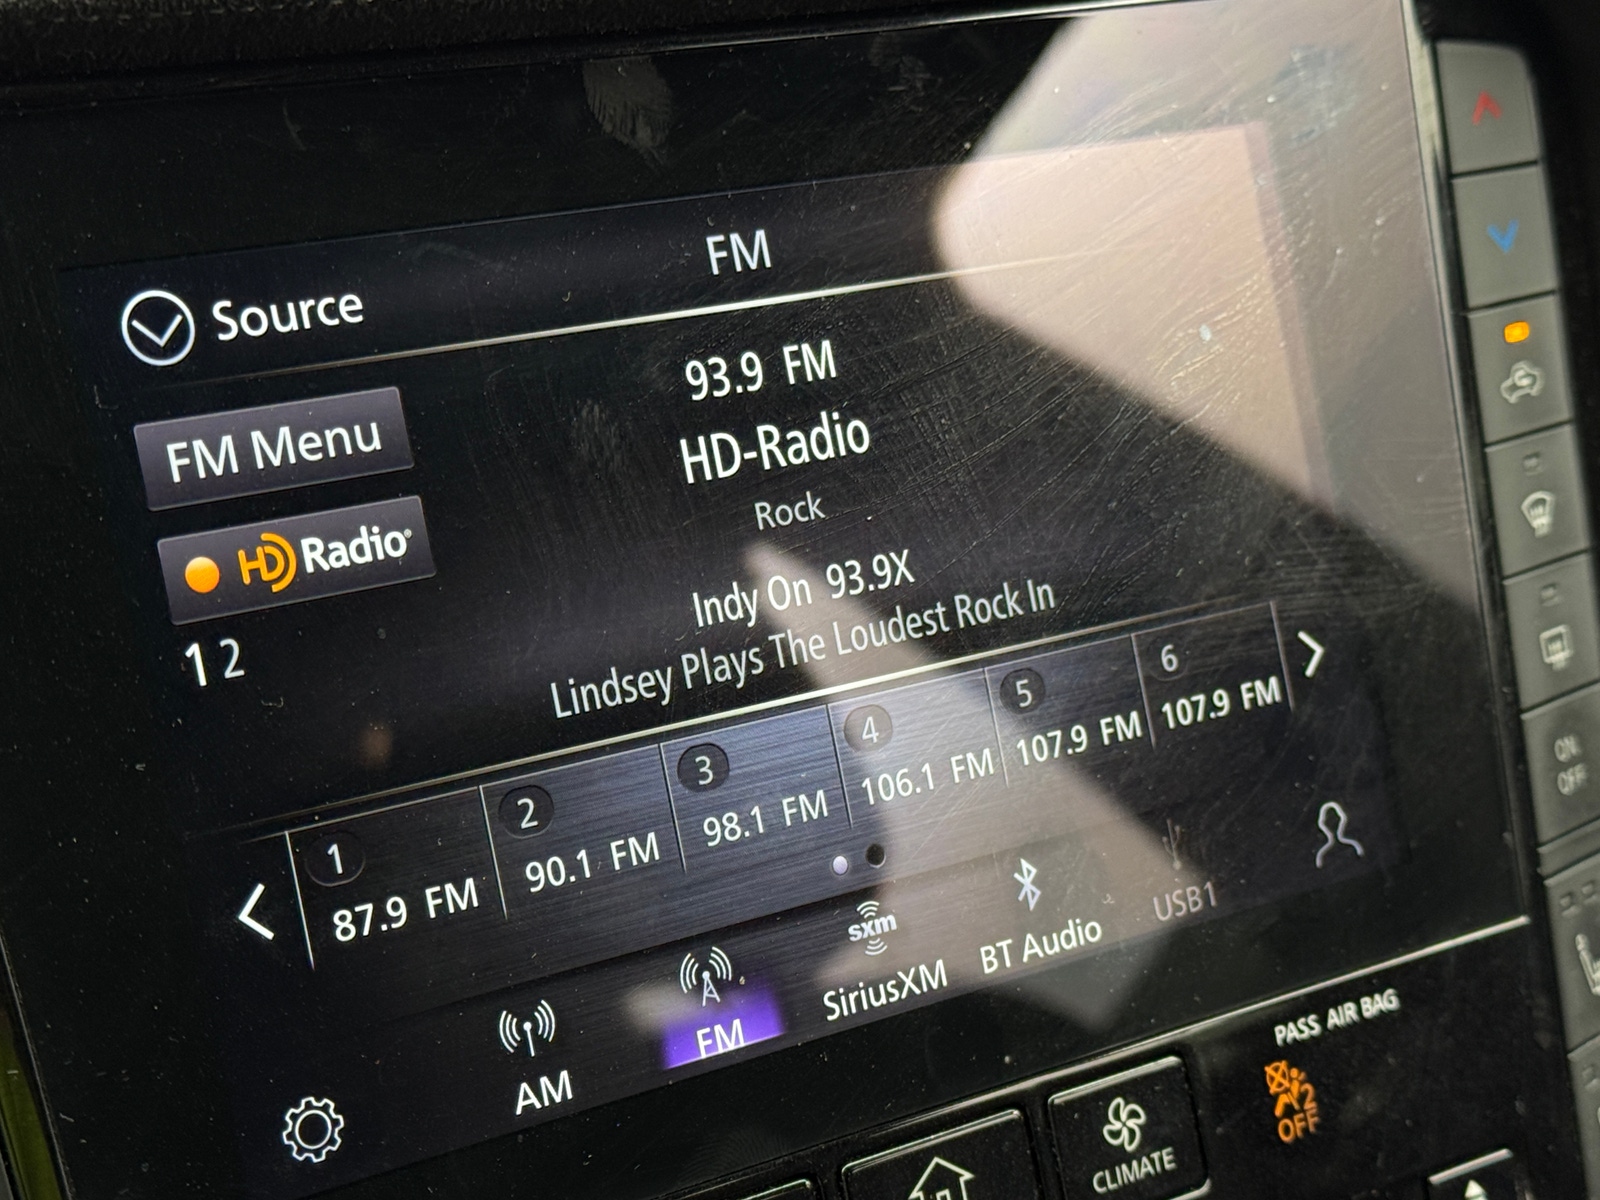 FM
Source
93.9 FM
FM Menu
HD-Radio
Rock
HD Radio®
Indy On 93.9X
1 2
Lindsey Plays The Loudest Rock In
1
87.9 FM
2
90.1 FM
3
98.1 FM
4
106.1 FM
5
107.9 FM
6
107.9 FM
AM
FM
sxm
SiriusXM
BT Audio
USB1
ON
OFF
PASS AIR BAG
2
OFF
CLIMATE